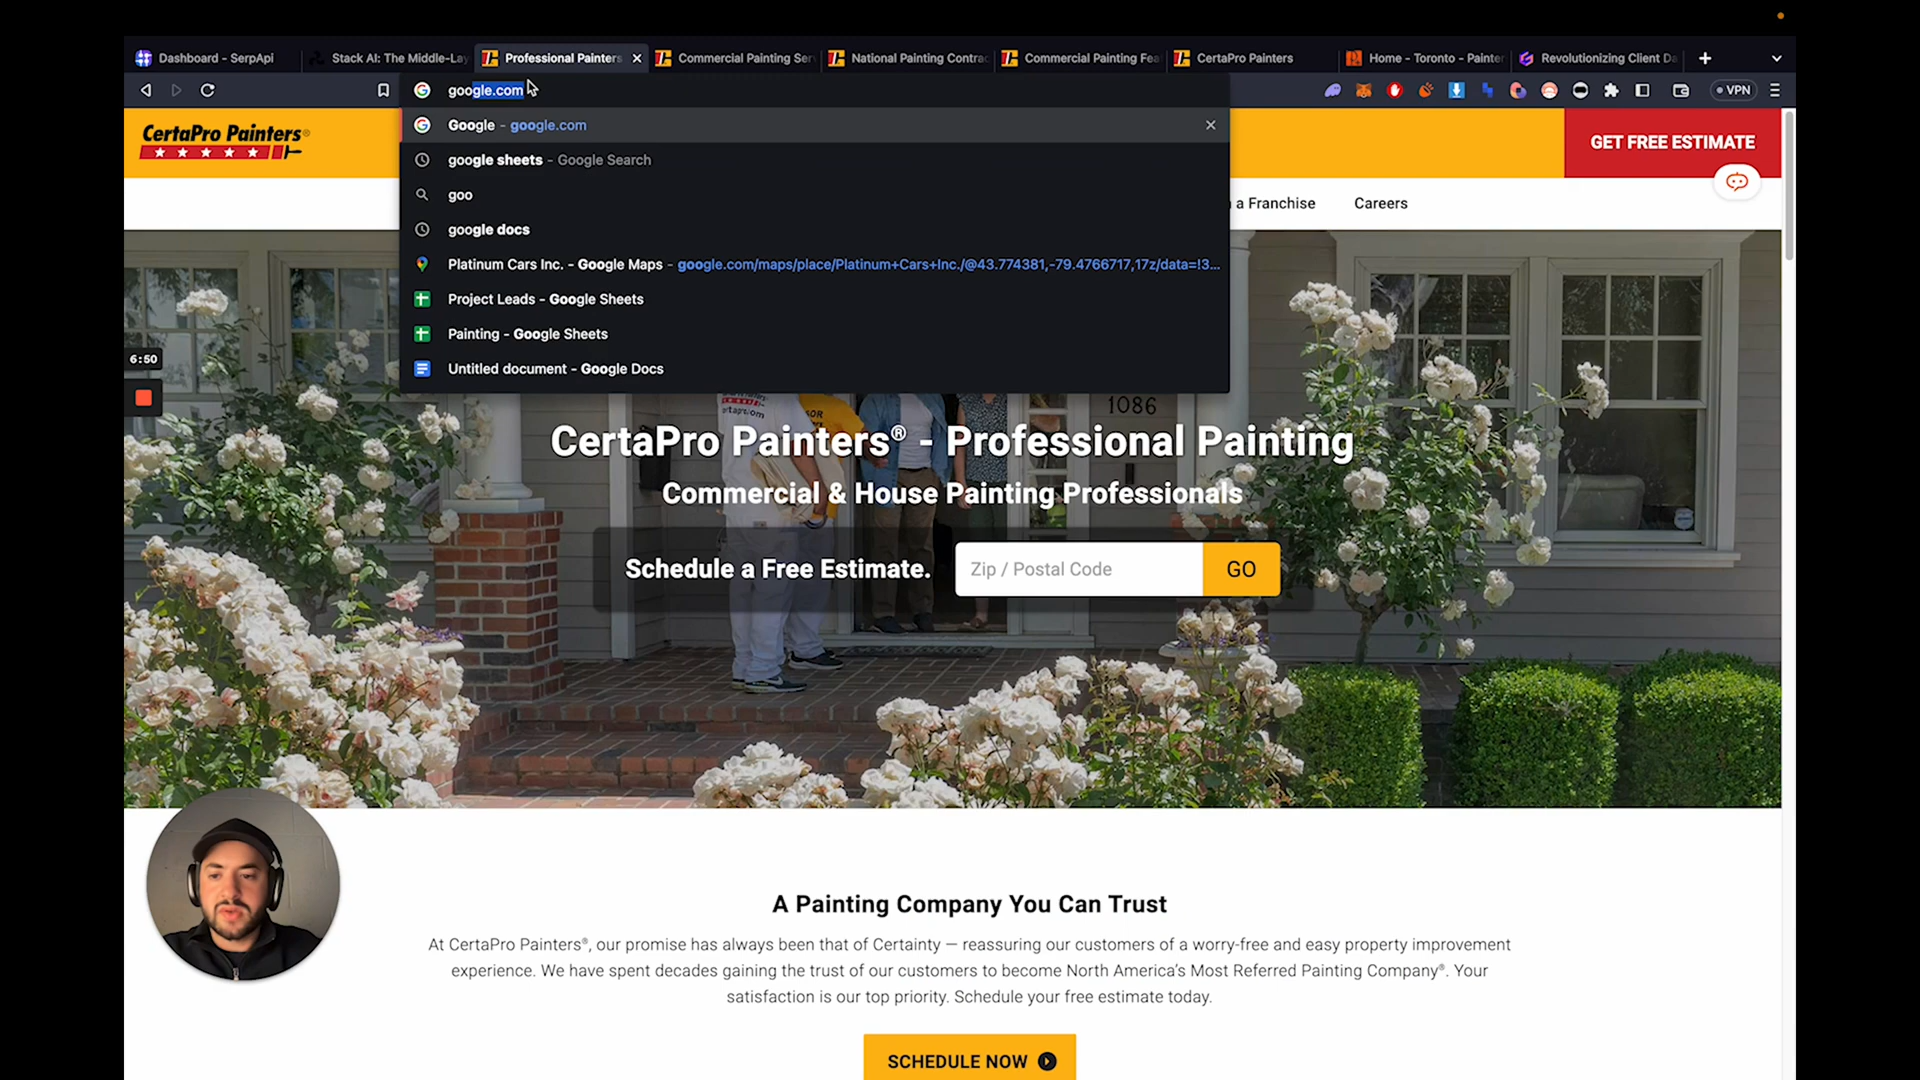 Dashboard - SerpApi
Stack AI: The Middle-Lay
Professional Painters
Commercial Painting Ser
National Painting Contrac
Commercial Painting Fea
CertaPro Painters
Home - Toronto - Painter
Revolutionizing Client Da
google.com
VPN
Google - google.com
google sheets - Google Search
goo
google docs
Platinum Cars Inc. - Google Maps - google.com/maps/place/Platinum+Cars+Inc./@43.774381,-79.4766717,17z/data=!3...
Project Leads - Google Sheets
Painting - Google Sheets
Untitled document - Google Docs
CertaPro Painters®
GET FREE ESTIMATE
a Franchise
Careers
6:50
certapro.com
1086
CertaPro Painters® - Professional Painting
Commercial & House Painting Professionals
Schedule a Free Estimate.
Zip / Postal Code
GO
A Painting Company You Can Trust
At CertaPro Painters®, our promise has always been that of Certainty — reassuring our customers of a worry-free and easy property improvement
experience. We have spent decades gaining the trust of our customers to become North America's Most Referred Painting Company®. Your
satisfaction is our top priority. Schedule your free estimate today.
SCHEDULE NOW